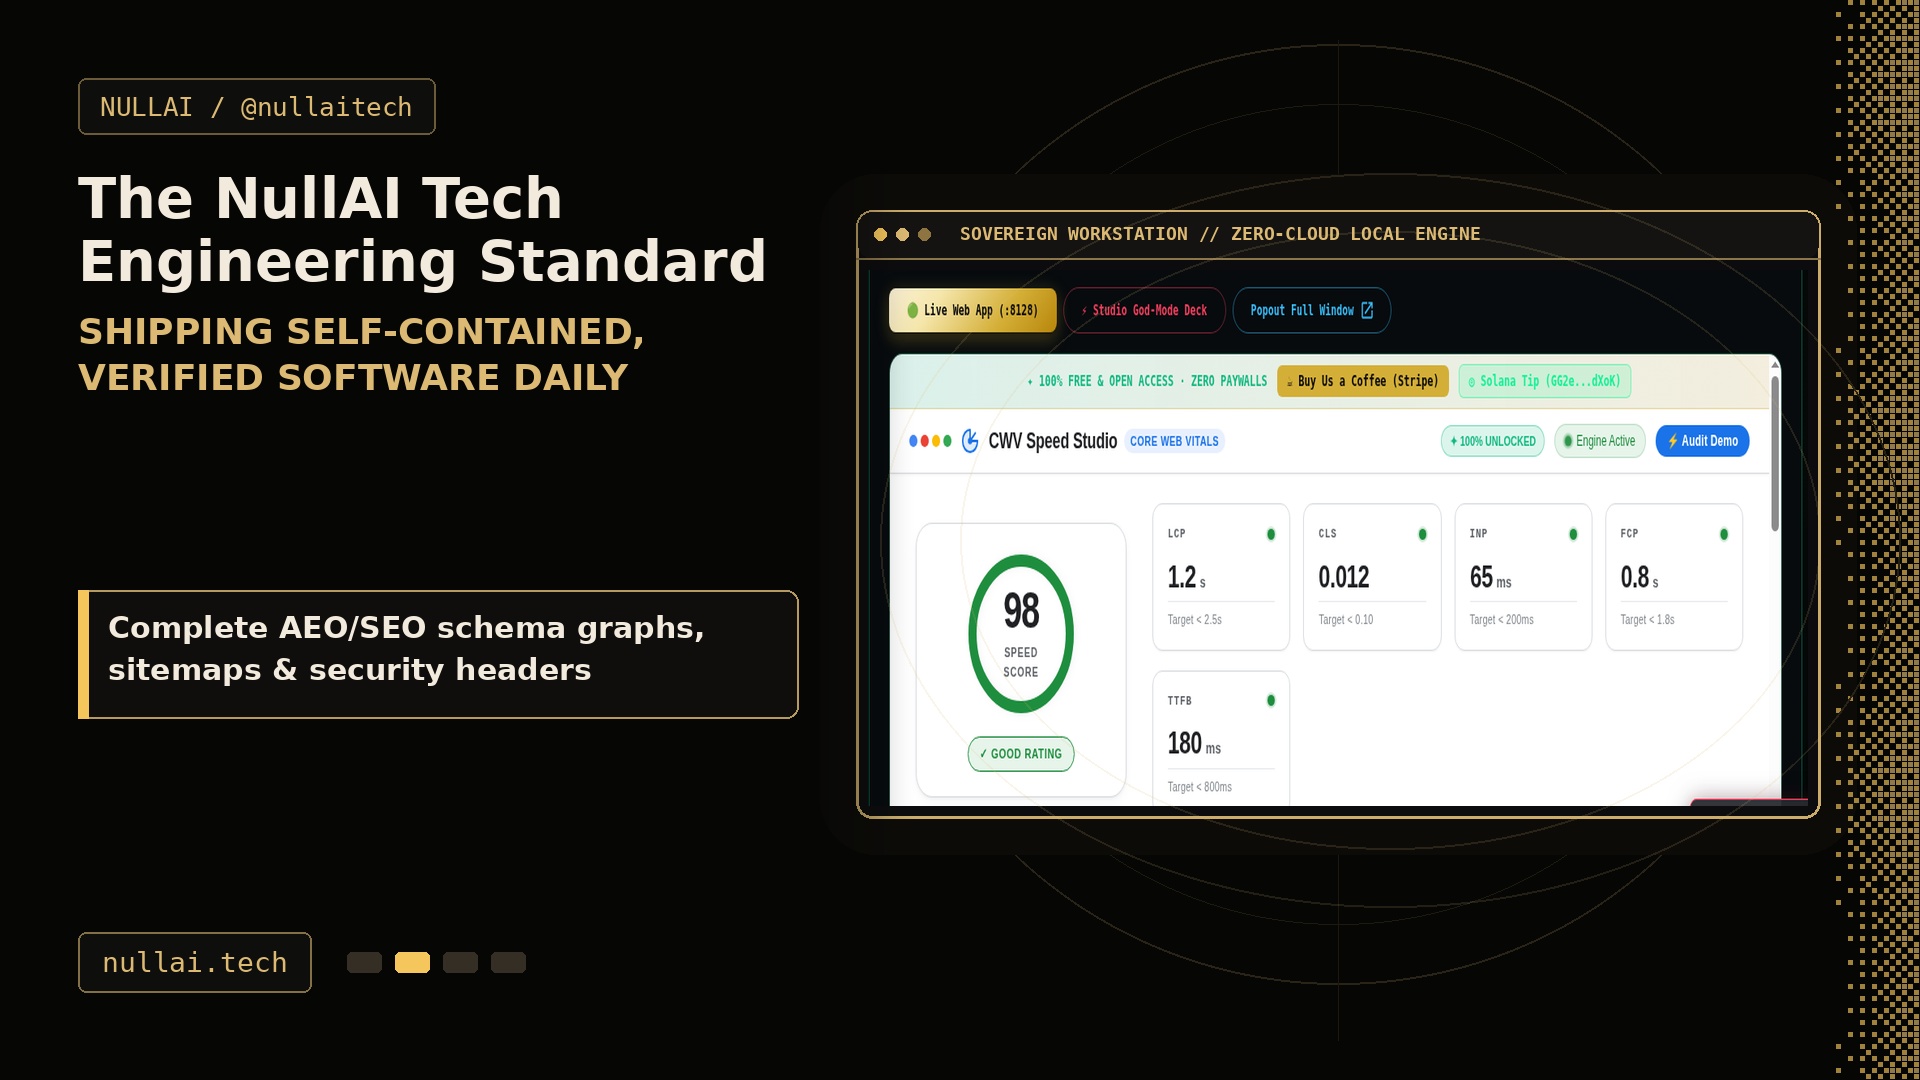 NULLAI / @nullaitech
The NullAI Tech
Engineering Standard
SHIPPING SELF-CONTAINED,
VERIFIED SOFTWARE DAILY
Complete AEO/SEO schema graphs,
sitemaps & security headers
nullai.tech
SOVEREIGN WORKSTATION // ZERO-CLOUD LOCAL ENGINE
Live Web App (:8128)
⚡ Studio God-Mode Deck
Popout Full Window
✦ 100% FREE & OPEN ACCESS · ZERO PAYWALLS
☕ Buy Us a Coffee (Stripe)
◎ Solana Tip (GG2e...dXoK)
CWV Speed Studio
CORE WEB VITALS
✦ 100% UNLOCKED
Engine Active
⚡ Audit Demo
98
SPEED
SCORE
✓ GOOD RATING
LCP
1.2 s
Target < 2.5s
CLS
0.012
Target < 0.10
INP
65 ms
Target < 200ms
FCP
0.8 s
Target < 1.8s
TTFB
180 ms
Target < 800ms